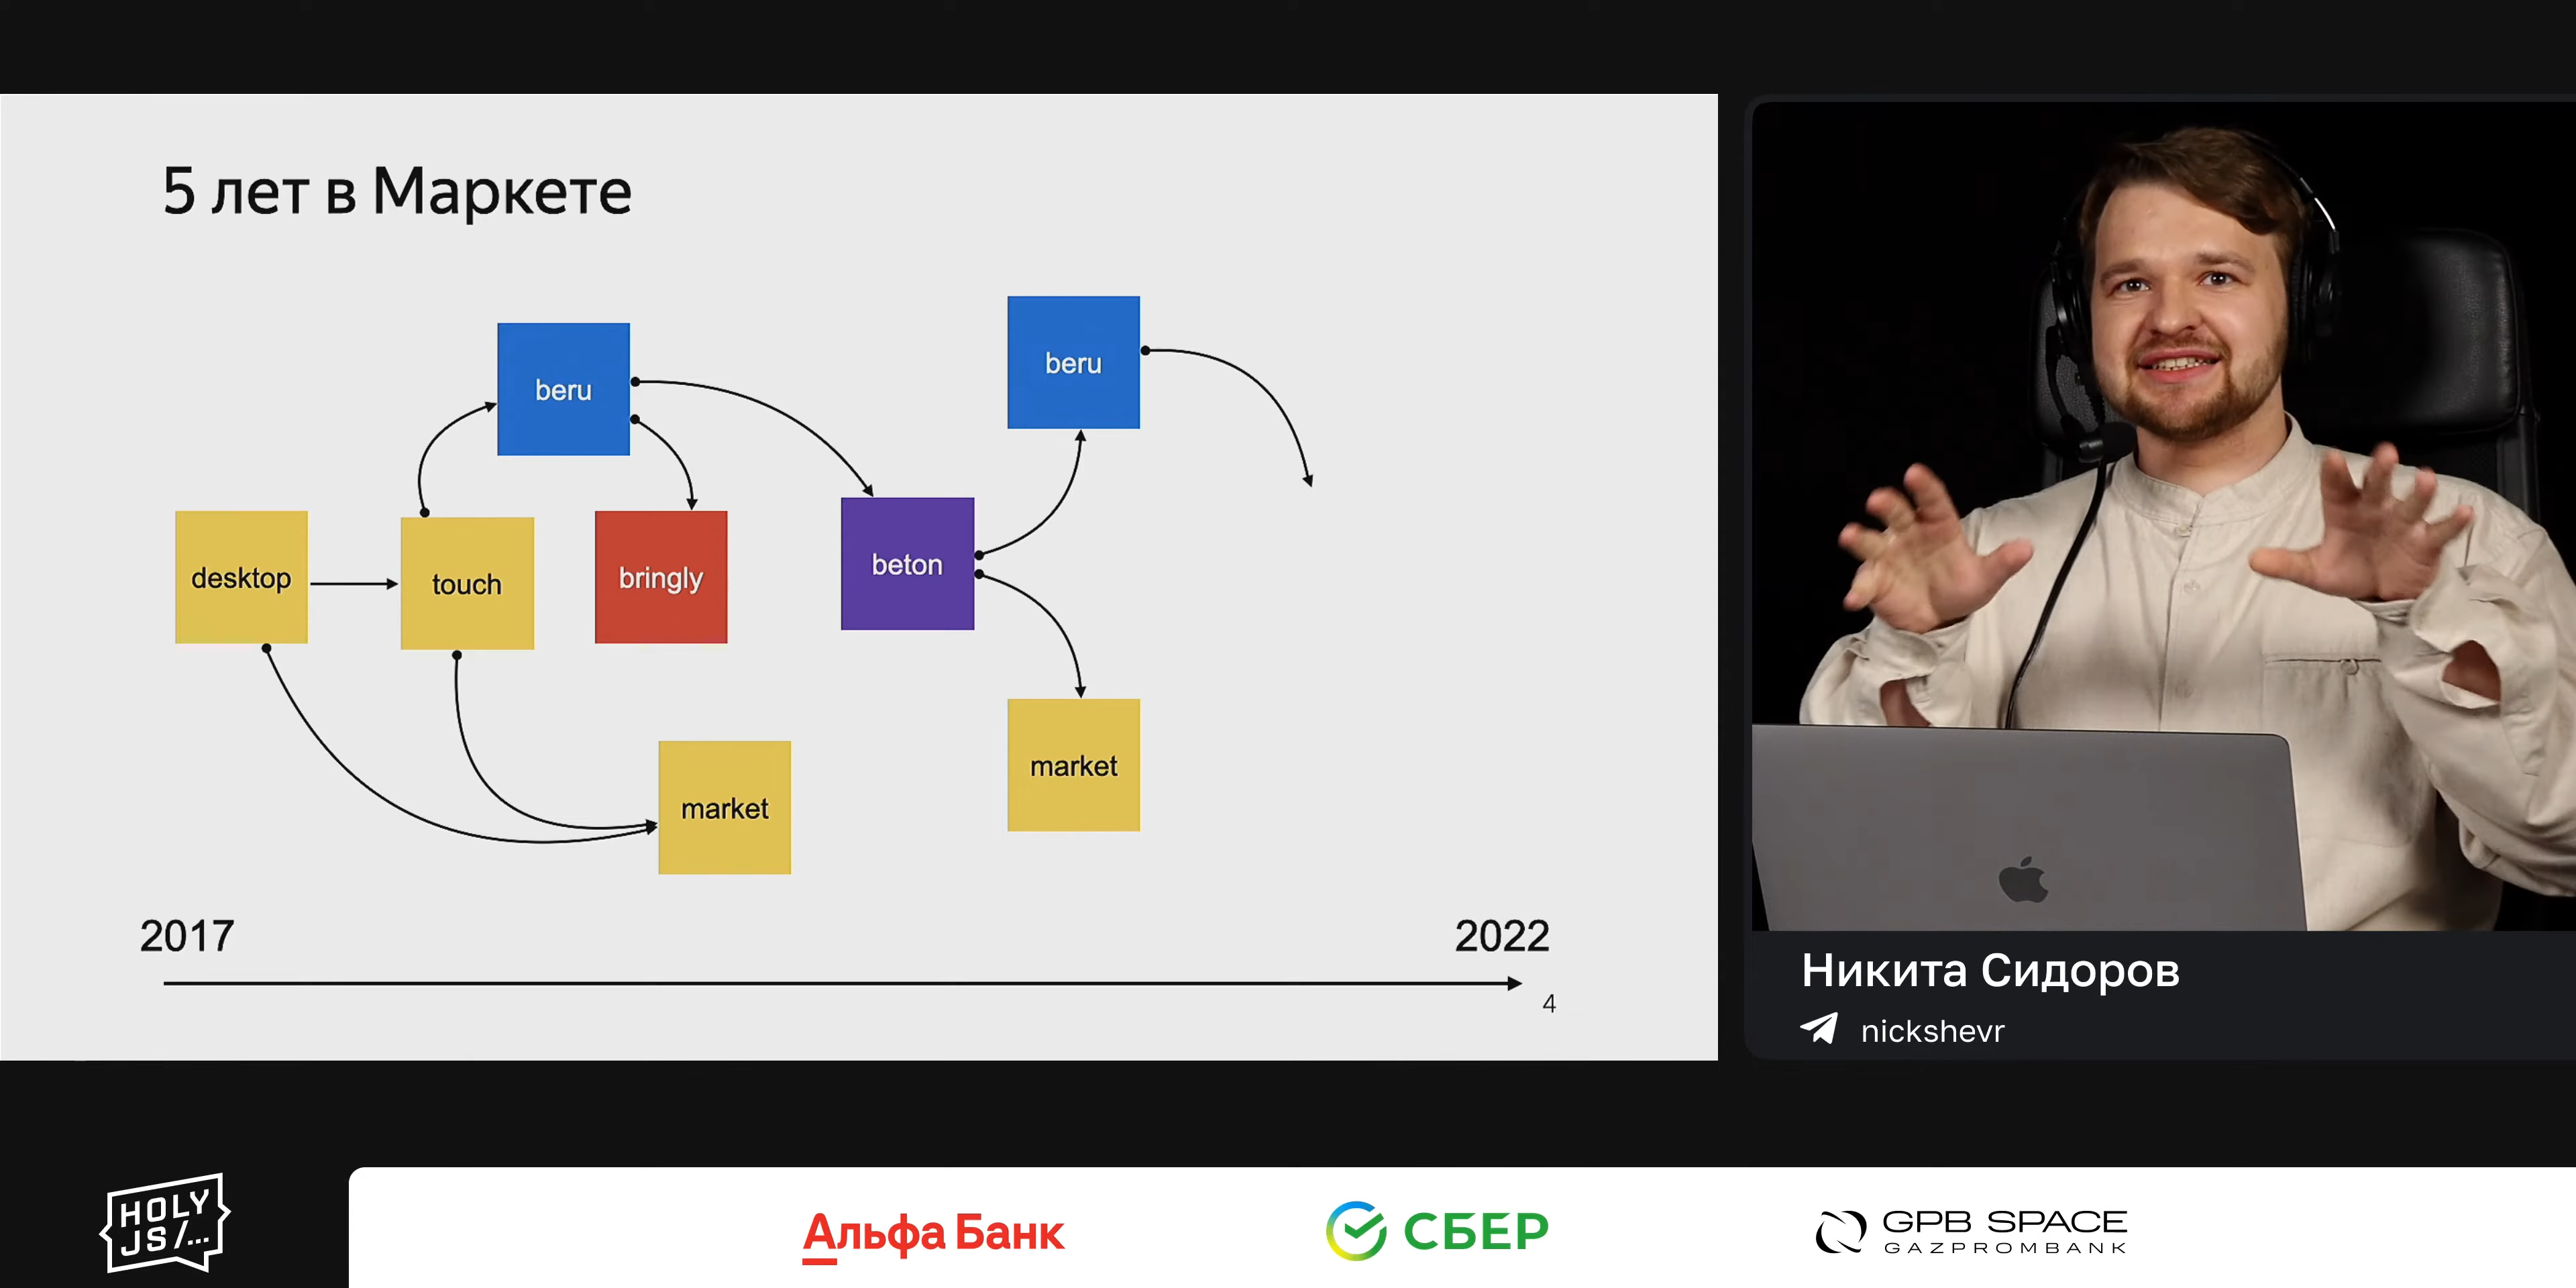 5 лет в Маркете
beru
beru
desktop
touch
bringly
beton
market
market
2017
2022
4
Никита Сидоров
nickshevr
HOLY
JS/...
Альфа Банк
СБЕР
GPB SPACE
GAZPROMBANK